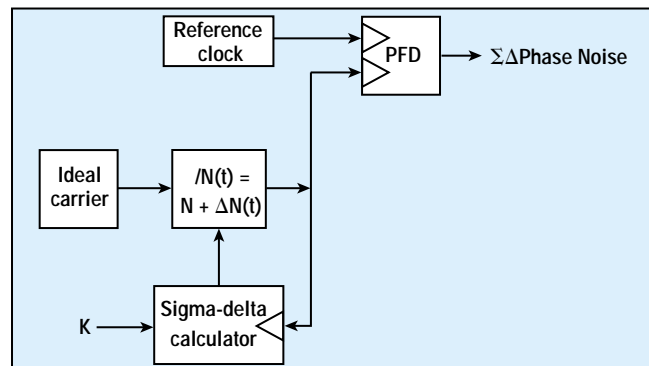 Reference
clock
PFD
ΣΔPhase Noise
Ideal
carrier
/N(t) =
N + ΔN(t)
K
Sigma-delta
calculator